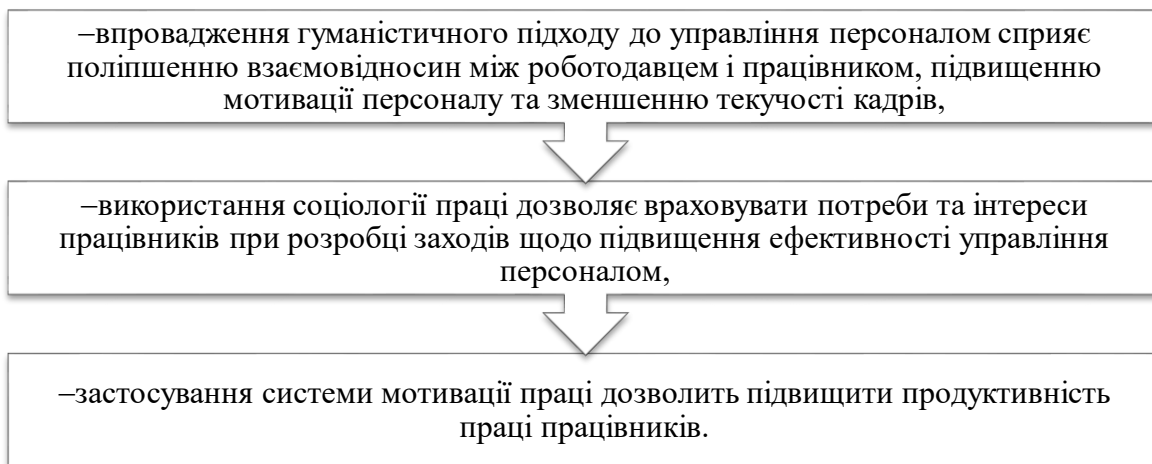 –впровадження гуманістичного підходу до управління персоналом сприяє
поліпшенню взаємовідносин між роботодавцем і працівником, підвищенню
мотивації персоналу та зменшенню текучості кадрів,
–використання соціології праці дозволяє враховувати потреби та інтереси
працівників при розробці заходів щодо підвищення ефективності управління
персоналом,
–застосування системи мотивації праці дозволить підвищити продуктивність
праці працівників.